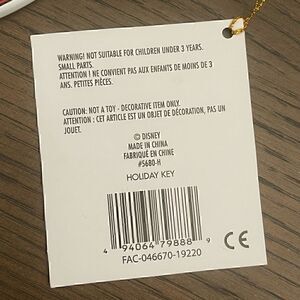 WARNING! NOT SUITABLE FOR CHILDREN UNDER 3 YEARS.
SMALL PARTS.
ATTENTION ! NE CONVIENT PAS AUX ENFANTS DE MOINS DE 3
ANS. PETITES PIÈCES.
CAUTION: NOT A TOY - DECORATIVE ITEM ONLY.
ATTENTION : CET ARTICLE EST UN OBJET DE DÉCORATION, PAS UN
JOUET.
© DISNEY
MADE IN CHINA
FABRIQUÉ EN CHINE
#5680-H
HOLIDAY KEY
4 94064 79888 9
FAC-046670-19220
CE